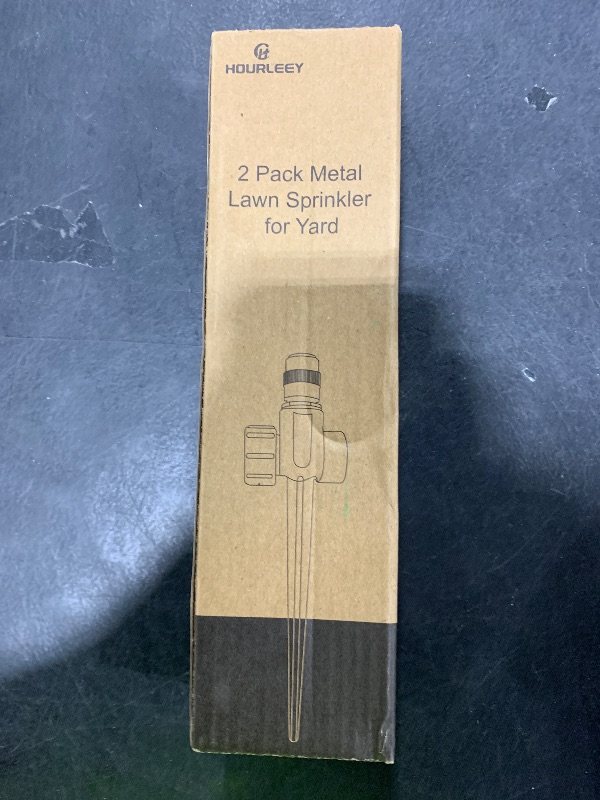 HOURLEEY
2 Pack Metal
Lawn Sprinkler
for Yard